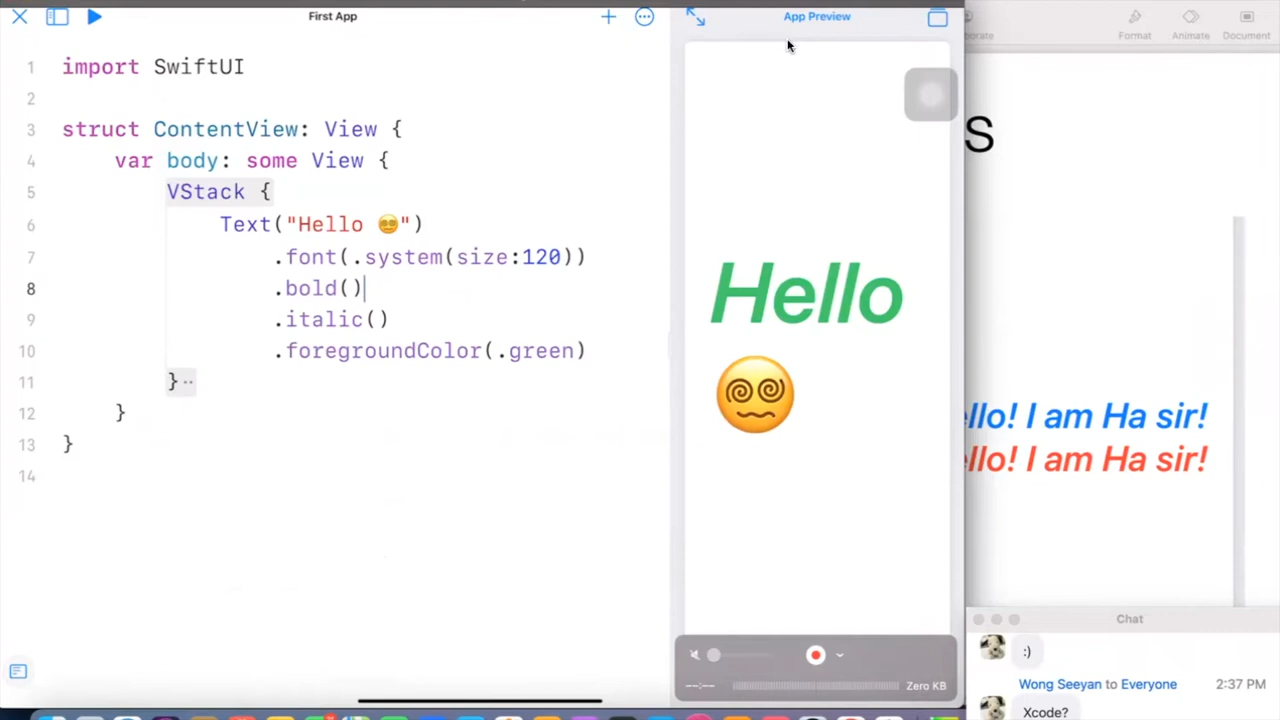 First App
App Preview
1 import SwiftUI
2
3 struct ContentView: View {
4 var body: some View {
5 VStack {
6 Text("Hello 😵‍💫")
7 .font(.system(size:120))
8 .bold()
9 .italic()
10 .foregroundColor(.green)
11 }
12 }
13 }
14
Hello
Zero KB
--:--
orate
Format
Animate
Document
s
llo! I am Ha sir!
llo! I am Ha sir!
Chat
:)
Wong Seeyan to Everyone
2:37 PM
Xcode?